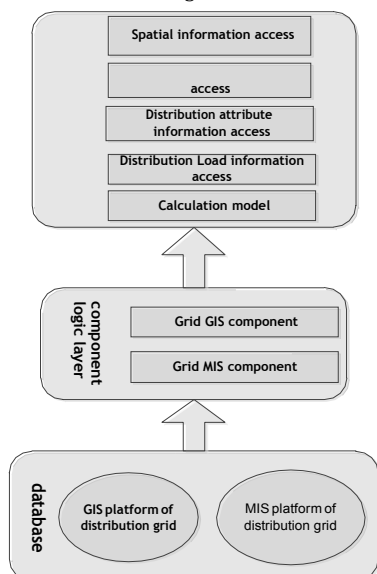 Spatial information access
access
Distribution attribute
information access
Distribution Load information
access
Calculation model
component
logic layer
Grid GIS component
Grid MIS component
database
GIS platform of
distribution grid
MIS platform of
distribution grid